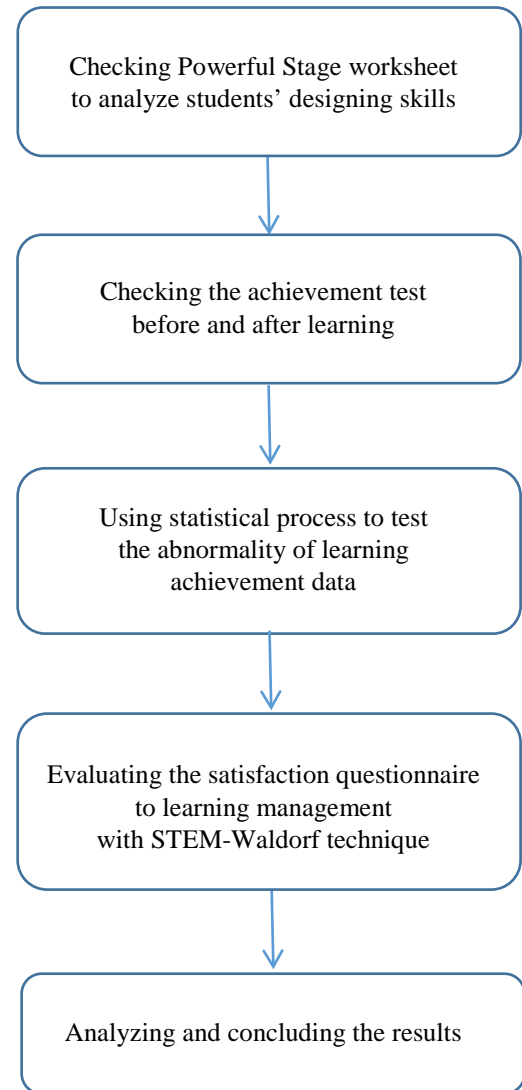 Checking Powerful Stage worksheet
to analyze students’ designing skills
Checking the achievement test
before and after learning
Using statistical process to test
the abnormality of learning
achievement data
Evaluating the satisfaction questionnaire
to learning management
with STEM-Waldorf technique
Analyzing and concluding the results